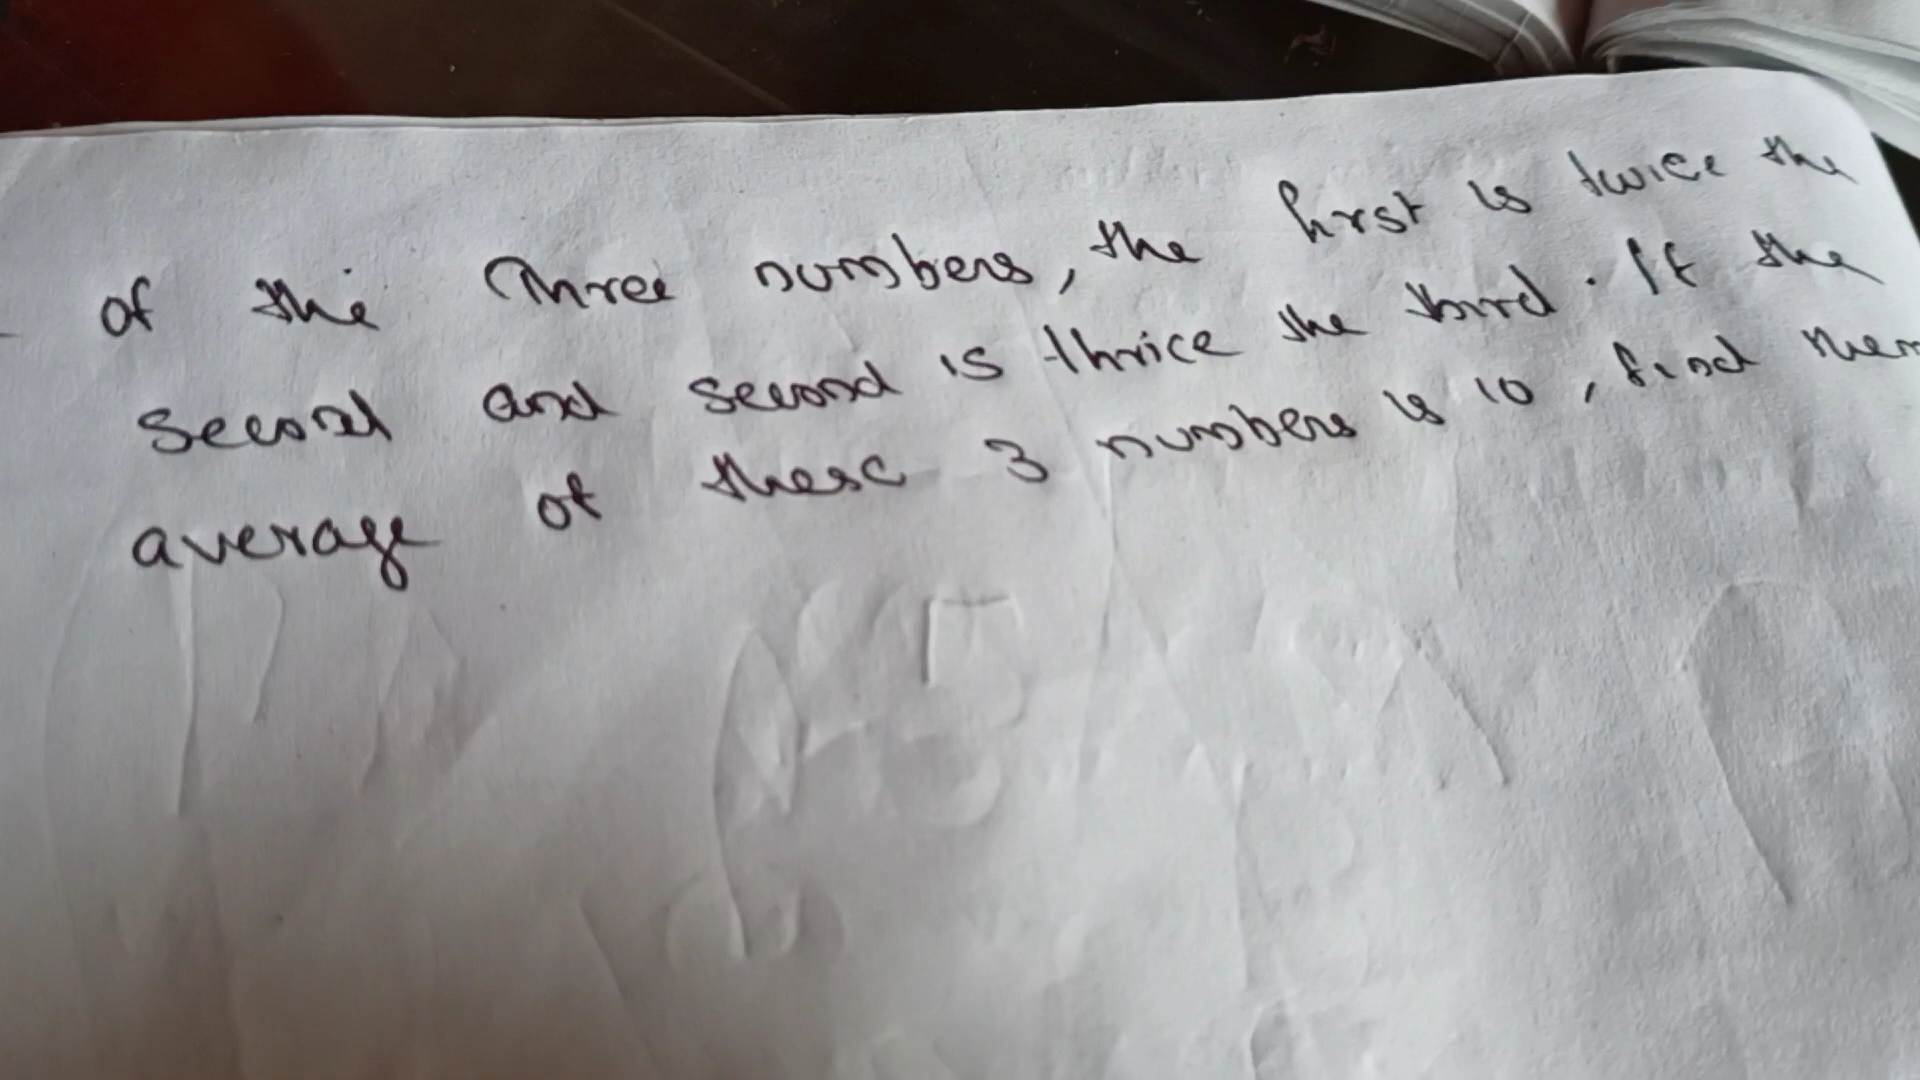 of the Three numbers, the first is twice the
second and second is thrice the third. If the
average of these 3 numbers is 10, find them